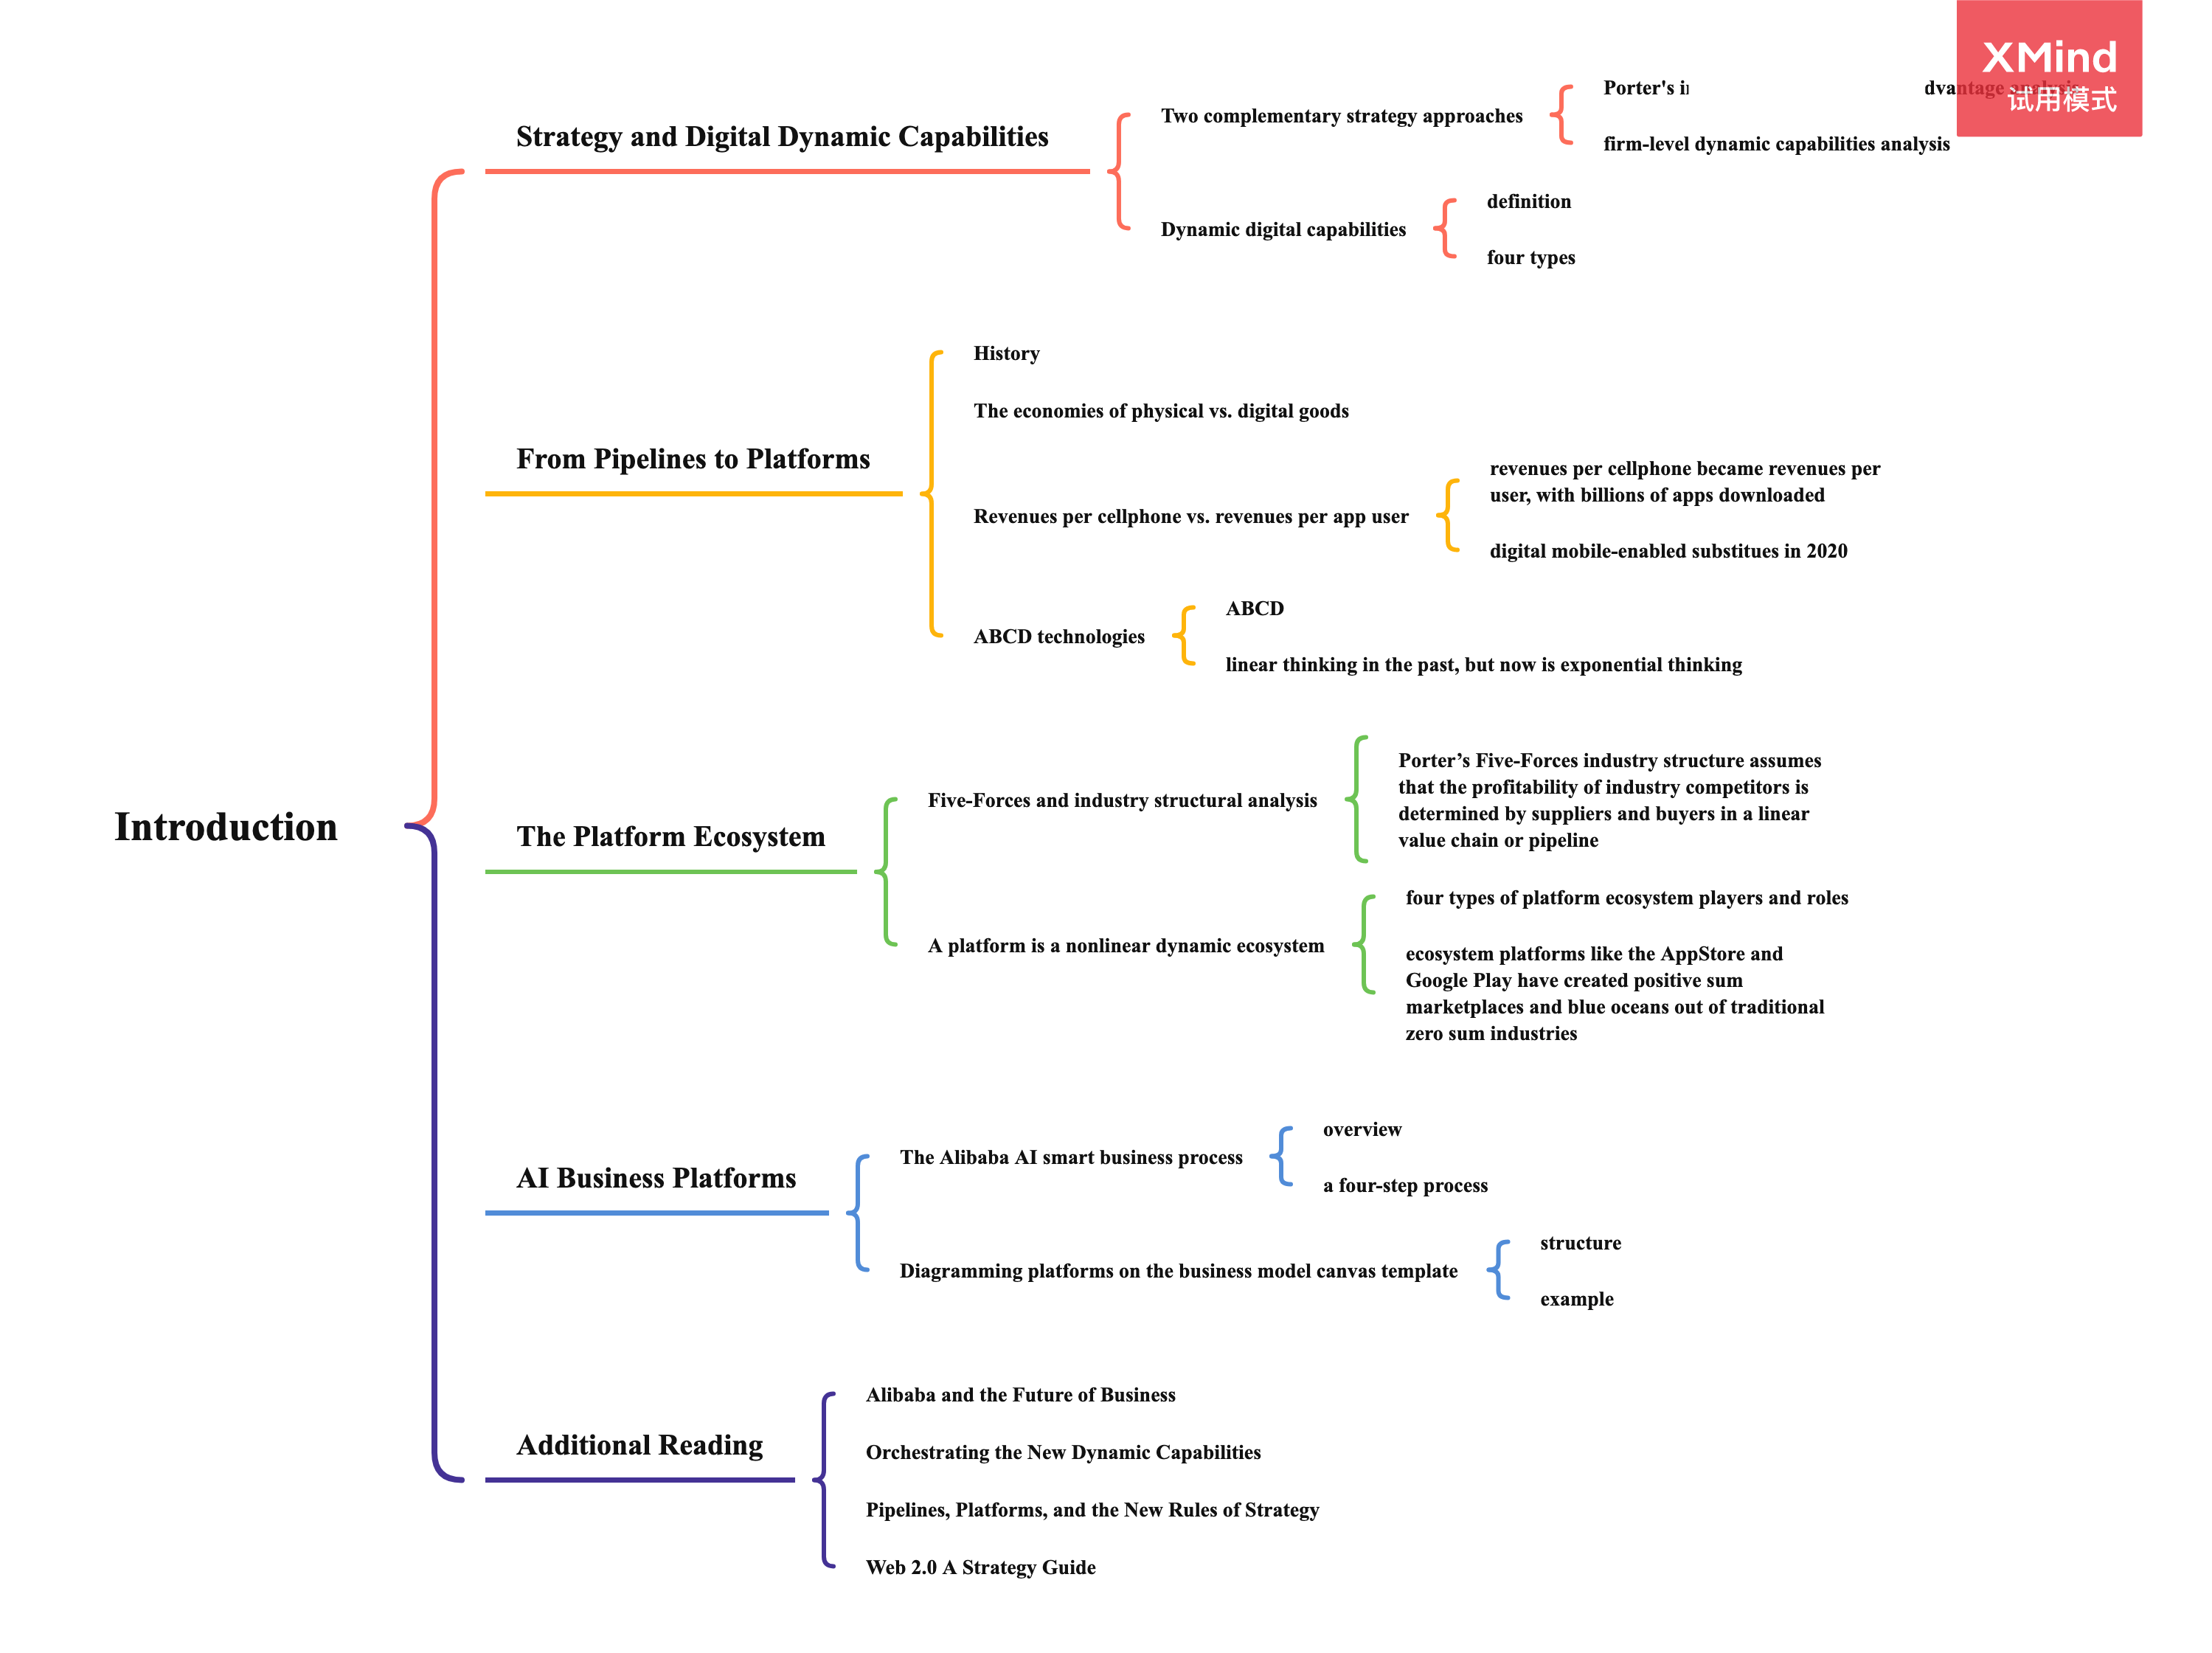 XMind
试用模式
Porter's
analysis
Two complementary strategy approaches
firm-level dynamic capabilities analysis
Strategy and Digital Dynamic Capabilities
definition
Dynamic digital capabilities
four types
History
The economies of physical vs. digital goods
From Pipelines to Platforms
revenues per cellphone became revenues per
user, with billions of apps downloaded
Revenues per cellphone vs. revenues per app user
digital mobile-enabled substitues in 2020
ABCD
ABCD technologies
linear thinking in the past, but now is exponential thinking
Introduction
Porter’s Five-Forces industry structure assumes
that the profitability of industry competitors is
determined by suppliers and buyers in a linear
value chain or pipeline
Five-Forces and industry structural analysis
The Platform Ecosystem
four types of platform ecosystem players and roles
A platform is a nonlinear dynamic ecosystem
ecosystem platforms like the AppStore and
Google Play have created positive sum
marketplaces and blue oceans out of traditional
zero sum industries
overview
The Alibaba AI smart business process
a four-step process
AI Business Platforms
structure
Diagramming platforms on the business model canvas template
example
Alibaba and the Future of Business
Additional Reading
Orchestrating the New Dynamic Capabilities
Pipelines, Platforms, and the New Rules of Strategy
Web 2.0 A Strategy Guide